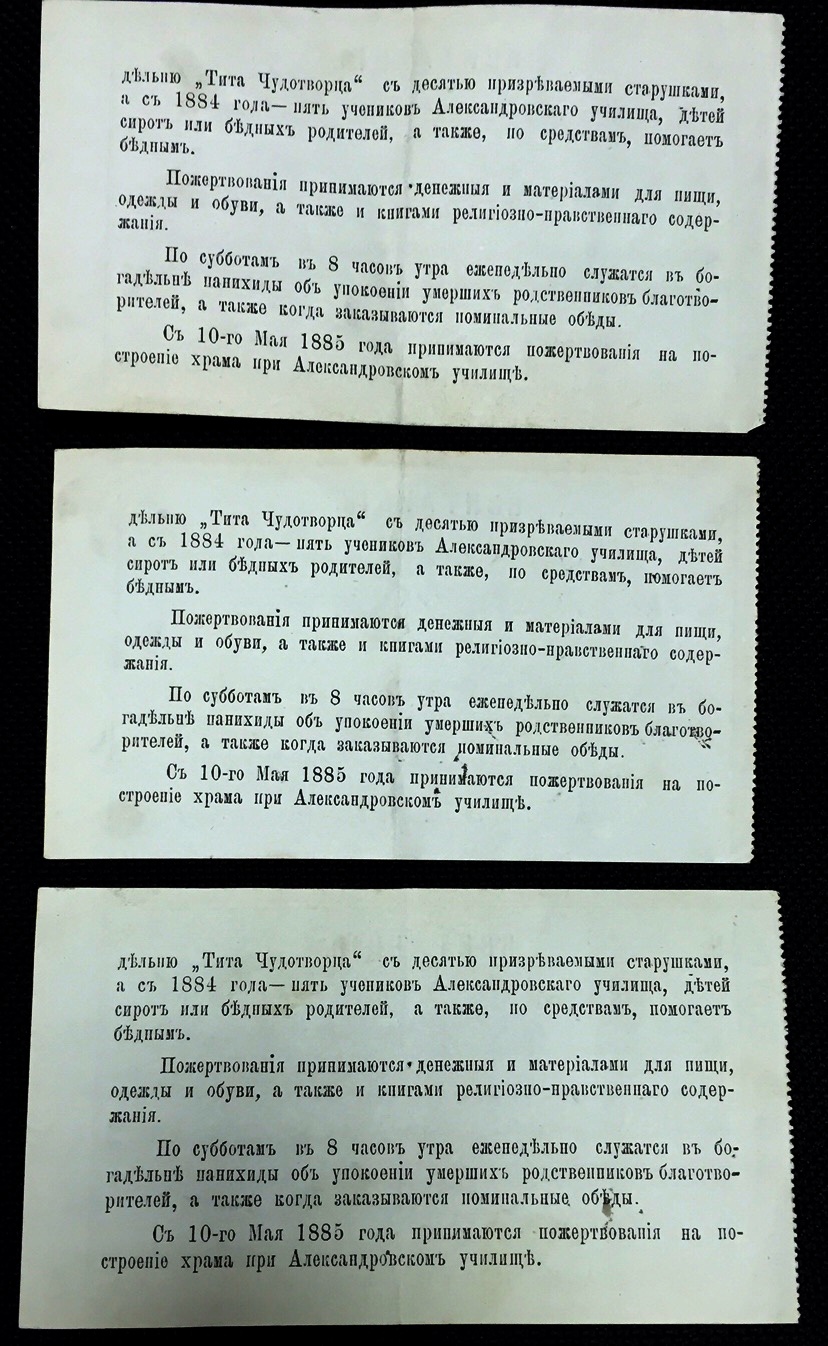 дѣльню „Тита Чудотворца“ съ десятью призрѣваемыми старушками,
а съ 1884 года—пять учениковъ Александровскаго училища, дѣтей
сиротъ или бѣдныхъ родителей, а также, по средствамъ, помогаетъ
бѣднымъ.
Пожертвованія принимаются денежныя и матеріалами для пищи,
одежды и обуви, а также и книгами религіозно-нравственнаго содер-
жанія.
По субботамъ въ 8 часовъ утра еженедѣльно служатся въ бо-
гадѣльнѣ панихиды объ упокоеніи умершихъ родственниковъ благотво-
рителей, а также когда заказываются поминальные обѣды.
Съ 10-го Мая 1885 года принимаются пожертвованія на по-
строеніе храма при Александровскомъ училищѣ.
дѣльню „Тита Чудотворца“ съ десятью призрѣваемыми старушками,
а съ 1884 года—пять учениковъ Александровскаго училища, дѣтей
сиротъ или бѣдныхъ родителей, а также, по средствамъ, помогаетъ
бѣднымъ.
Пожертвованія принимаются денежныя и матеріалами для пищи,
одежды и обуви, а также и книгами религіозно-нравственнаго содер-
жанія.
По субботамъ въ 8 часовъ утра еженедѣльно служатся въ бо-
гадѣльнѣ панихиды объ упокоеніи умершихъ родственниковъ благотво-
рителей, а также когда заказываются поминальные обѣды.
Съ 10-го Мая 1885 года принимаются пожертвованія на по-
строеніе храма при Александровскомъ училищѣ.
дѣльню „Тита Чудотворца“ съ десятью призрѣваемыми старушками,
а съ 1884 года—пять учениковъ Александровскаго училища, дѣтей
сиротъ или бѣдныхъ родителей, а также, по средствамъ, помогаетъ
бѣднымъ.
Пожертвованія принимаются денежныя и матеріалами для пищи,
одежды и обуви, а также и книгами религіозно-нравственнаго содер-
жанія.
По субботамъ въ 8 часовъ утра еженедѣльно служатся въ бо-
гадѣльнѣ панихиды объ упокоеніи умершихъ родственниковъ благотво-
рителей, а также когда заказываются поминальные обѣды.
Съ 10-го Мая 1885 года принимаются пожертвованія на по-
строеніе храма при Александровскомъ училищѣ.